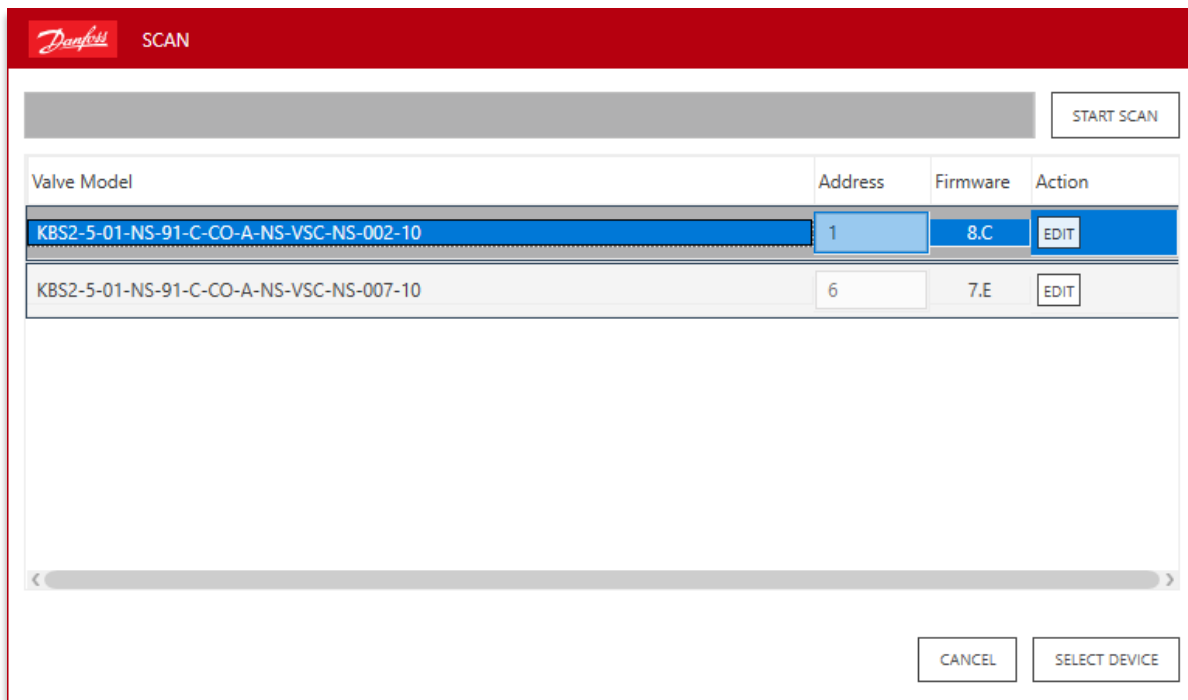 Danfoss SCAN
START SCAN
Valve Model Address Firmware Action
KBS2-5-01-NS-91-C-CO-A-NS-VSC-NS-002-10 1 8.C EDIT
KBS2-5-01-NS-91-C-CO-A-NS-VSC-NS-007-10 6 7.E EDIT
CANCEL SELECT DEVICE